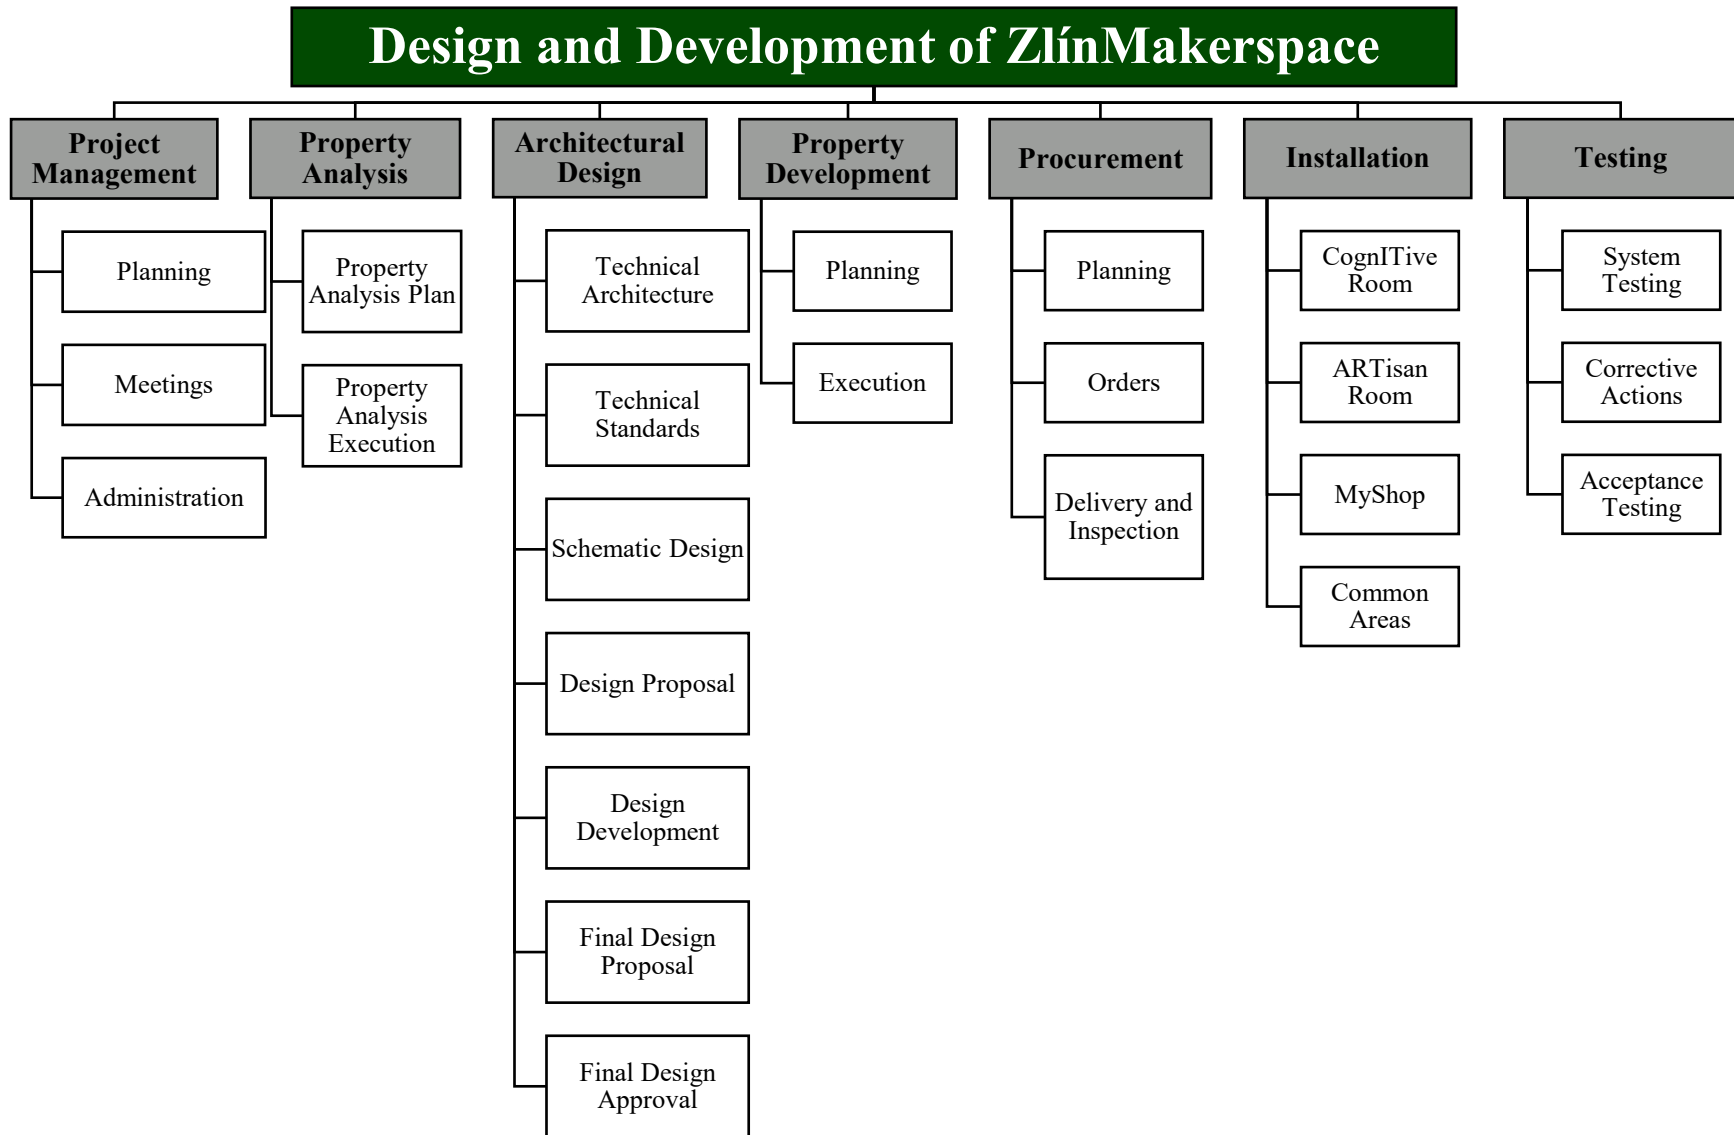 Design and Development of ZlínMakerspace
Project
Management
Planning
Meetings
Administration
Property
Analysis
Property
Analysis Plan
Property
Analysis
Execution
Architectural
Design
Technical
Architecture
Technical
Standards
Schematic Design
Design Proposal
Design
Development
Final Design
Proposal
Final Design
Approval
Property
Development
Planning
Execution
Procurement
Planning
Orders
Delivery and
Inspection
Installation
CognITive
Room
ARTisan
Room
MyShop
Common
Areas
Testing
System
Testing
Corrective
Actions
Acceptance
Testing